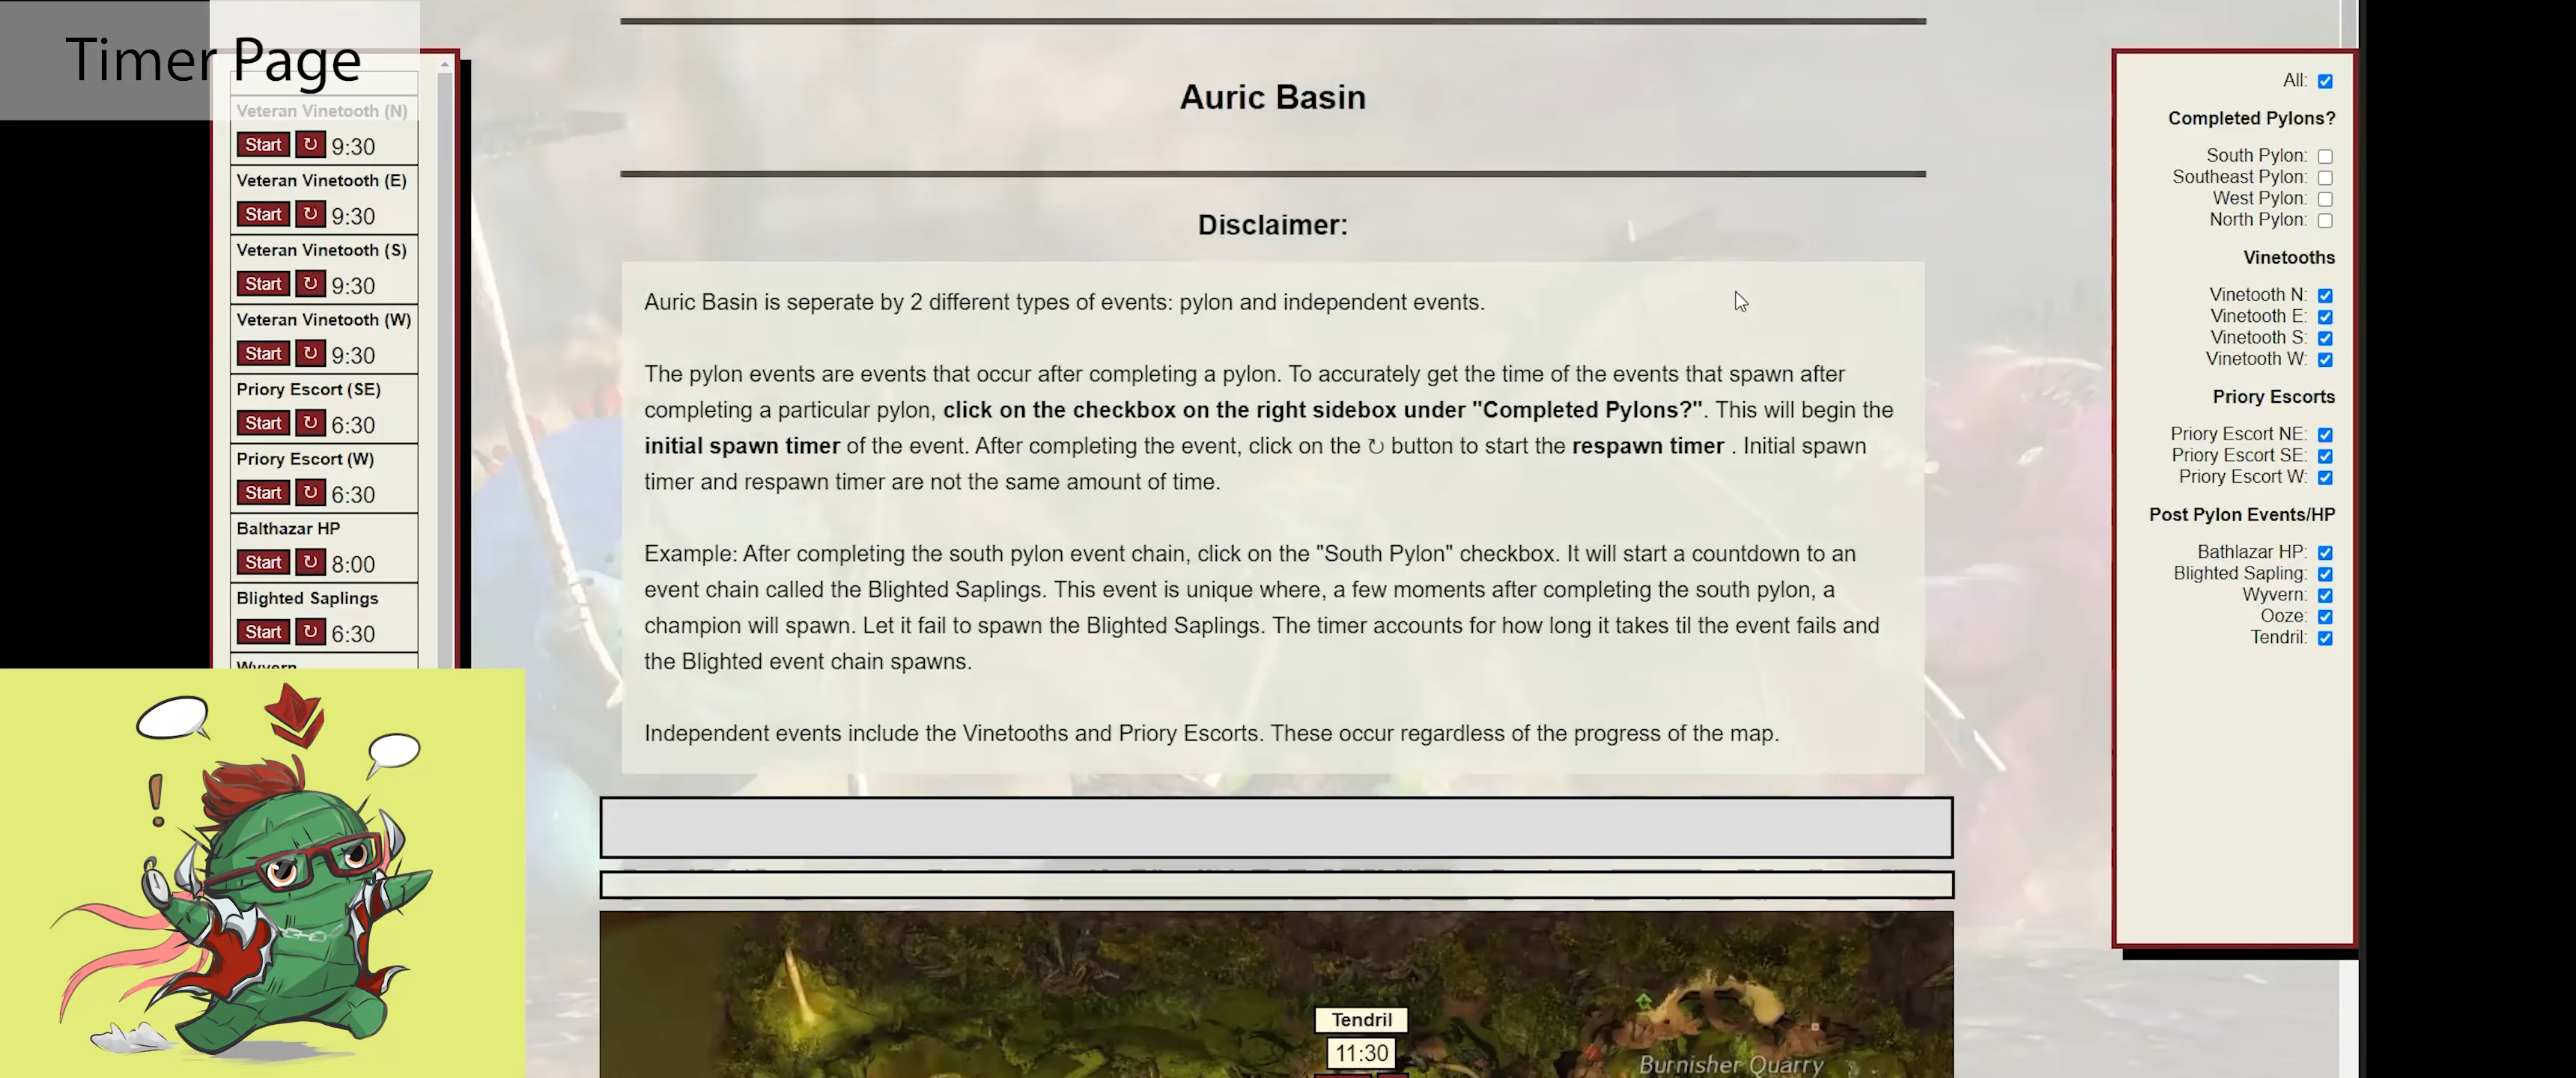 Timer Page
Veteran Vinetooth (N)
Start ↻ 9:30
Veteran Vinetooth (E)
Start ↻ 9:30
Veteran Vinetooth (S)
Start ↻ 9:30
Veteran Vinetooth (W)
Start ↻ 9:30
Priory Escort (SE)
Start ↻ 6:30
Priory Escort (W)
Start ↻ 6:30
Balthazar HP
Start ↻ 8:00
Blighted Saplings
Start ↻ 6:30
Wyvern
Auric Basin
Disclaimer:
Auric Basin is seperate by 2 different types of events: pylon and independent events.
The pylon events are events that occur after completing a pylon. To accurately get the time of the events that spawn after
completing a particular pylon, click on the checkbox on the right sidebox under "Completed Pylons?". This will begin the
initial spawn timer of the event. After completing the event, click on the ↻ button to start the respawn timer . Initial spawn
timer and respawn timer are not the same amount of time.
Example: After completing the south pylon event chain, click on the "South Pylon" checkbox. It will start a countdown to an
event chain called the Blighted Saplings. This event is unique where, a few moments after completing the south pylon, a
champion will spawn. Let it fail to spawn the Blighted Saplings. The timer accounts for how long it takes til the event fails and
the Blighted event chain spawns.
Independent events include the Vinetooths and Priory Escorts. These occur regardless of the progress of the map.
Tendril
11:30
Burnisher Quarry
All:
Completed Pylons?
South Pylon:
Southeast Pylon:
West Pylon:
North Pylon:
Vinetooths
Vinetooth N:
Vinetooth E:
Vinetooth S:
Vinetooth W:
Priory Escorts
Priory Escort NE:
Priory Escort SE:
Priory Escort W:
Post Pylon Events/HP
Bathlazar HP:
Blighted Sapling:
Wyvern:
Ooze:
Tendril: